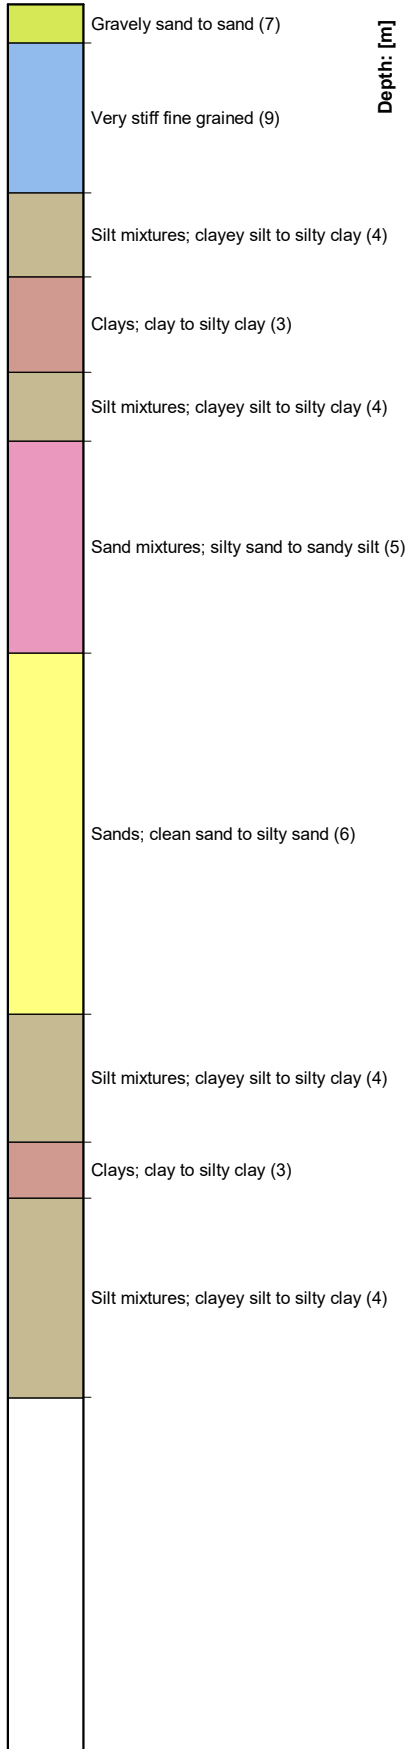 Gravely sand to sand (7)
Depth: [m]
Very stiff fine grained (9)
Silt mixtures; clayey silt to silty clay (4)
Clays; clay to silty clay (3)
Silt mixtures; clayey silt to silty clay (4)
Sand mixtures; silty sand to sandy silt (5)
Sands; clean sand to silty sand (6)
Silt mixtures; clayey silt to silty clay (4)
Clays; clay to silty clay (3)
Silt mixtures; clayey silt to silty clay (4)